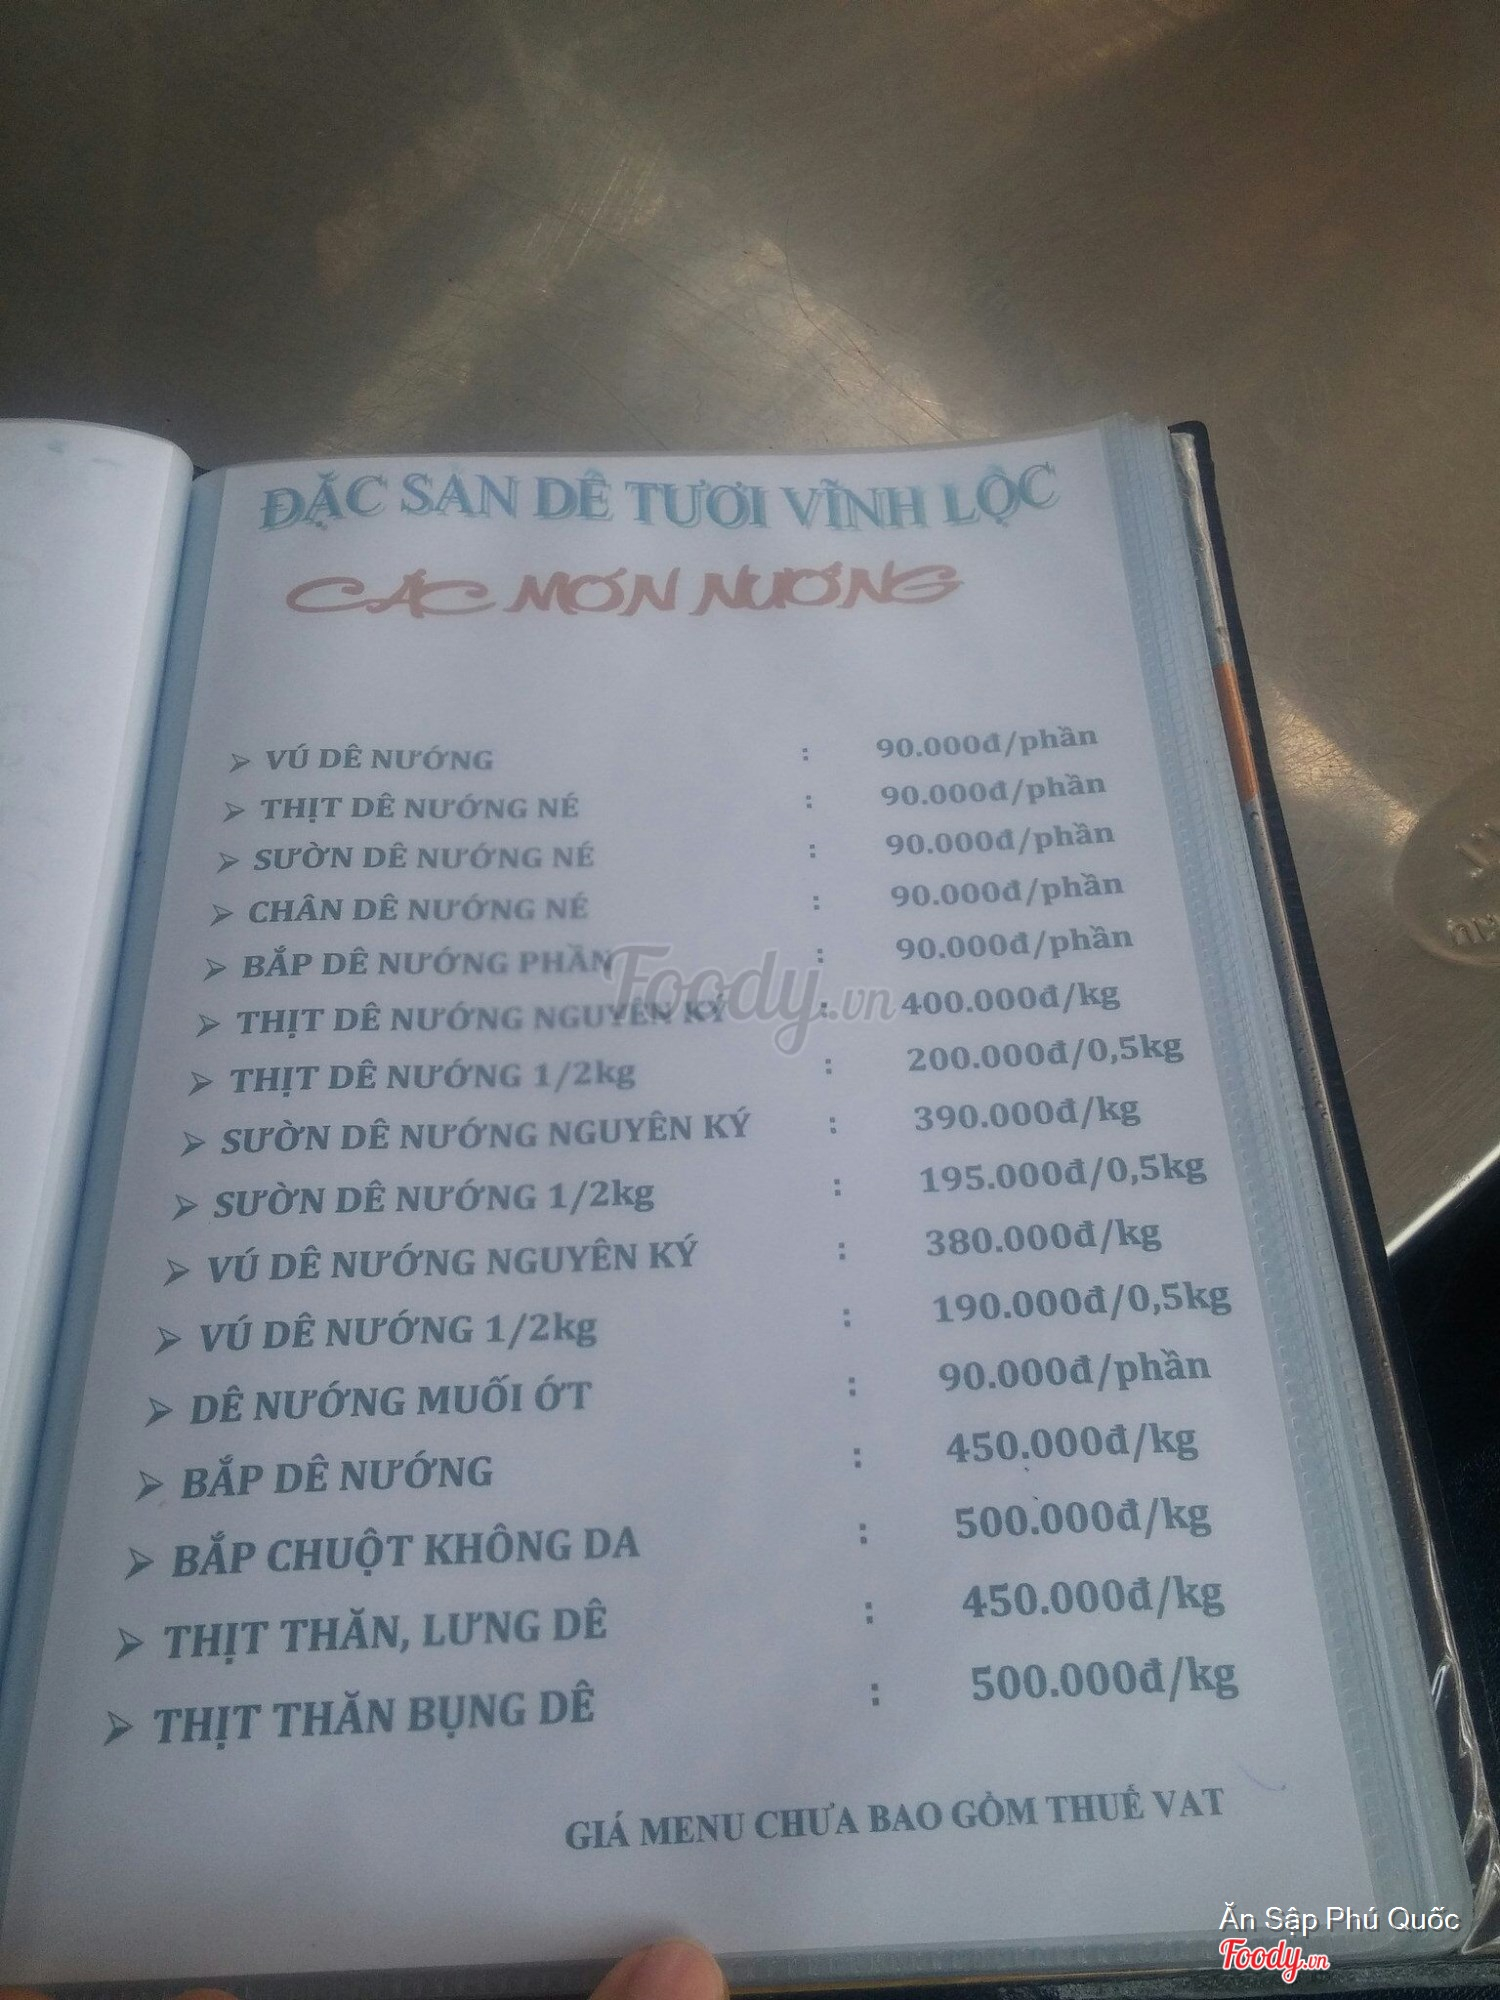 ĐẶC SẢN DÊ TƯƠI VĨNH LỘC
CÁC MÓN NƯỚNG
➢ VÚ DÊ NƯỚNG : 90.000đ/phần
➢ THỊT DÊ NƯỚNG NÉ : 90.000đ/phần
➢ SƯỜN DÊ NƯỚNG NÉ : 90.000đ/phần
➢ CHÂN DÊ NƯỚNG NÉ : 90.000đ/phần
➢ BẮP DÊ NƯỚNG PHẦN : 90.000đ/phần
➢ THỊT DÊ NƯỚNG NGUYÊN KÝ : 400.000đ/kg
➢ THỊT DÊ NƯỚNG 1/2kg : 200.000đ/0,5kg
➢ SƯỜN DÊ NƯỚNG NGUYÊN KÝ : 390.000đ/kg
➢ SƯỜN DÊ NƯỚNG 1/2kg : 195.000đ/0,5kg
➢ VÚ DÊ NƯỚNG NGUYÊN KÝ : 380.000đ/kg
➢ VÚ DÊ NƯỚNG 1/2kg : 190.000đ/0,5kg
➢ DÊ NƯỚNG MUỐI ỚT : 90.000đ/phần
➢ BẮP DÊ NƯỚNG : 450.000đ/kg
➢ BẮP CHUỘT KHÔNG DA : 500.000đ/kg
➢ THỊT THĂN, LƯNG DÊ : 450.000đ/kg
➢ THỊT THĂN BỤNG DÊ : 500.000đ/kg
GIÁ MENU CHƯA BAO GỒM THUẾ VAT
Foody.vn
Ăn Sập Phú Quốc
Foody.vn